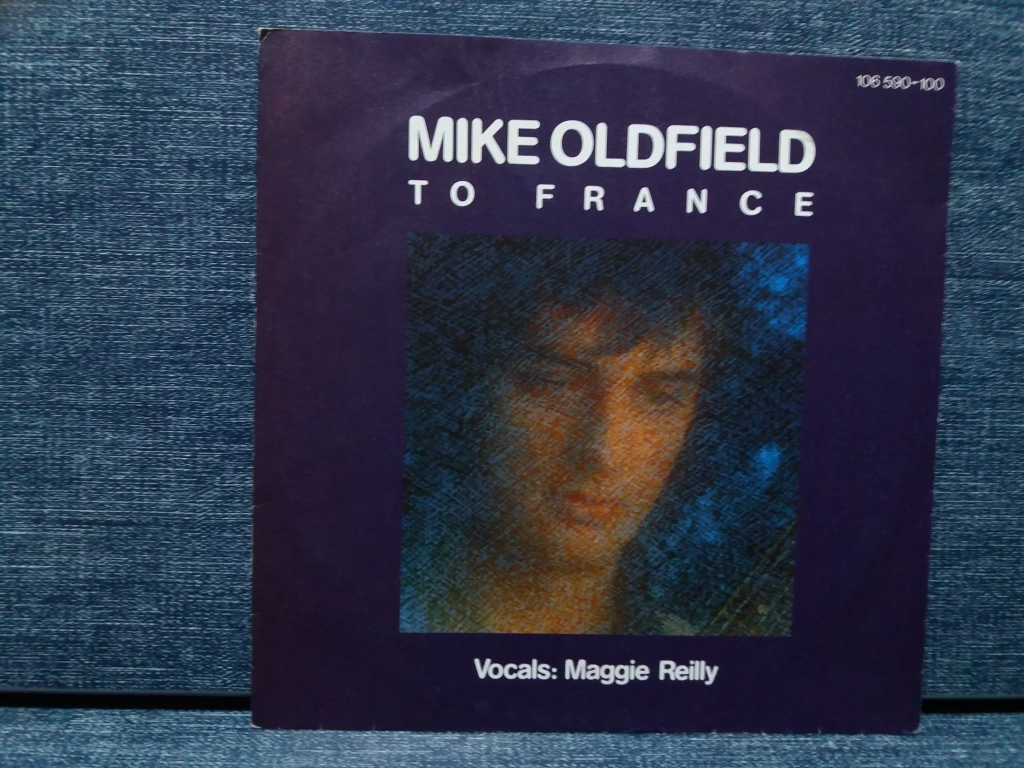 106 590-100
MIKE OLDFIELD
TO FRANCE
Vocals: Maggie Reilly